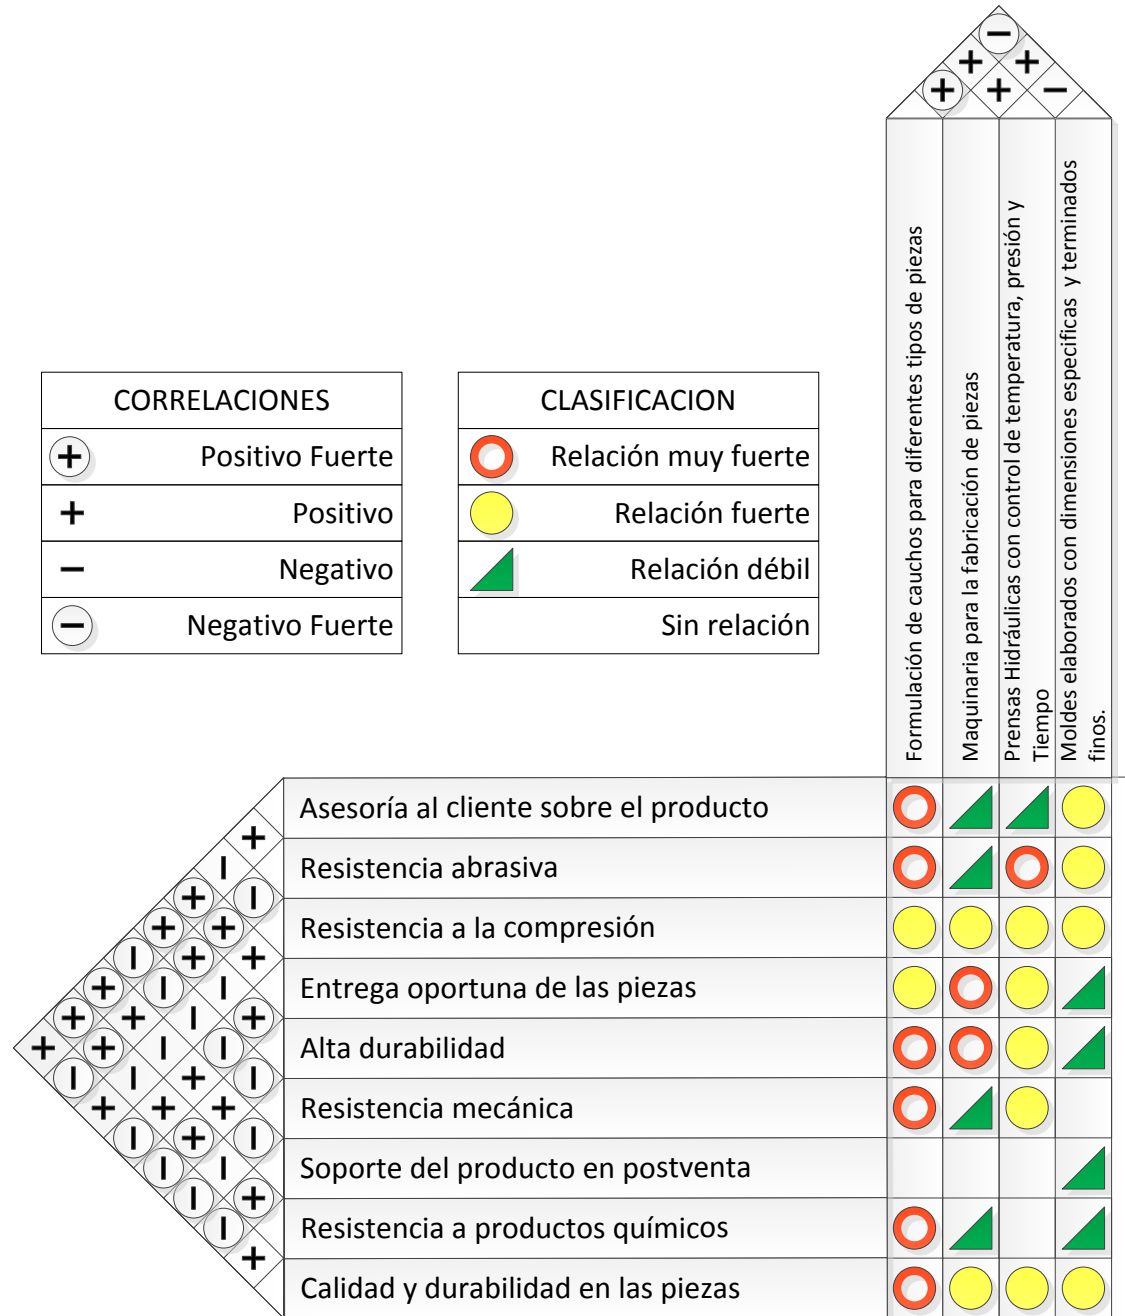 Formulación de cauchos para diferentes tipos de piezas
Maquinaria para la fabricación de piezas
Prensas Hidráulicas con control de temperatura, presión y
Tiempo
Moldes elaborados con dimensiones especificas y terminados
finos.
CORRELACIONES
Positivo Fuerte
Positivo
Negativo
Negativo Fuerte
CLASIFICACION
Relación muy fuerte
Relación fuerte
Relación débil
Sin relación
Asesoría al cliente sobre el producto
Resistencia abrasiva
Resistencia a la compresión
Entrega oportuna de las piezas
Alta durabilidad
Resistencia mecánica
Soporte del producto en postventa
Resistencia a productos químicos
Calidad y durabilidad en las piezas